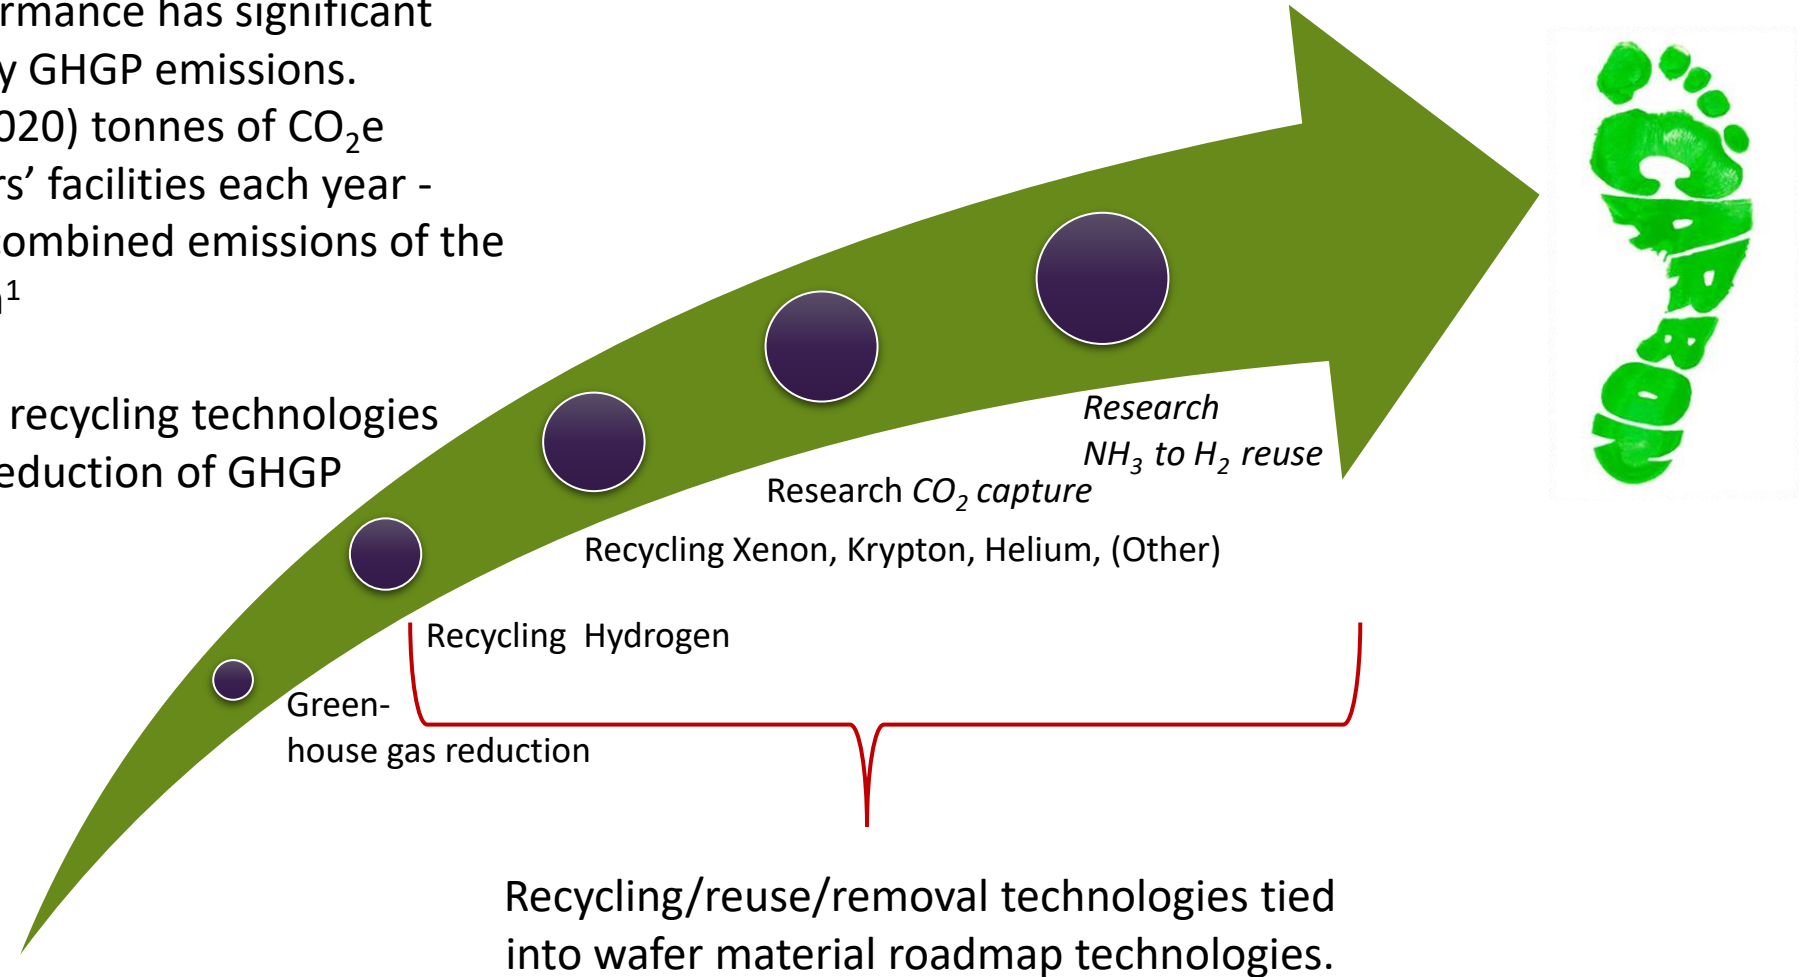 ormance has significant
y GHGP emissions.
020) tonnes of CO₂e
rs’ facilities each year -
combined emissions of the
¹
recycling technologies
eduction of GHGP
CARBON
Research
NH₃ to H₂ reuse
Research CO₂ capture
Recycling Xenon, Krypton, Helium, (Other)
Recycling  Hydrogen
Green-
house gas reduction
Recycling/reuse/removal technologies tied
into wafer material roadmap technologies.